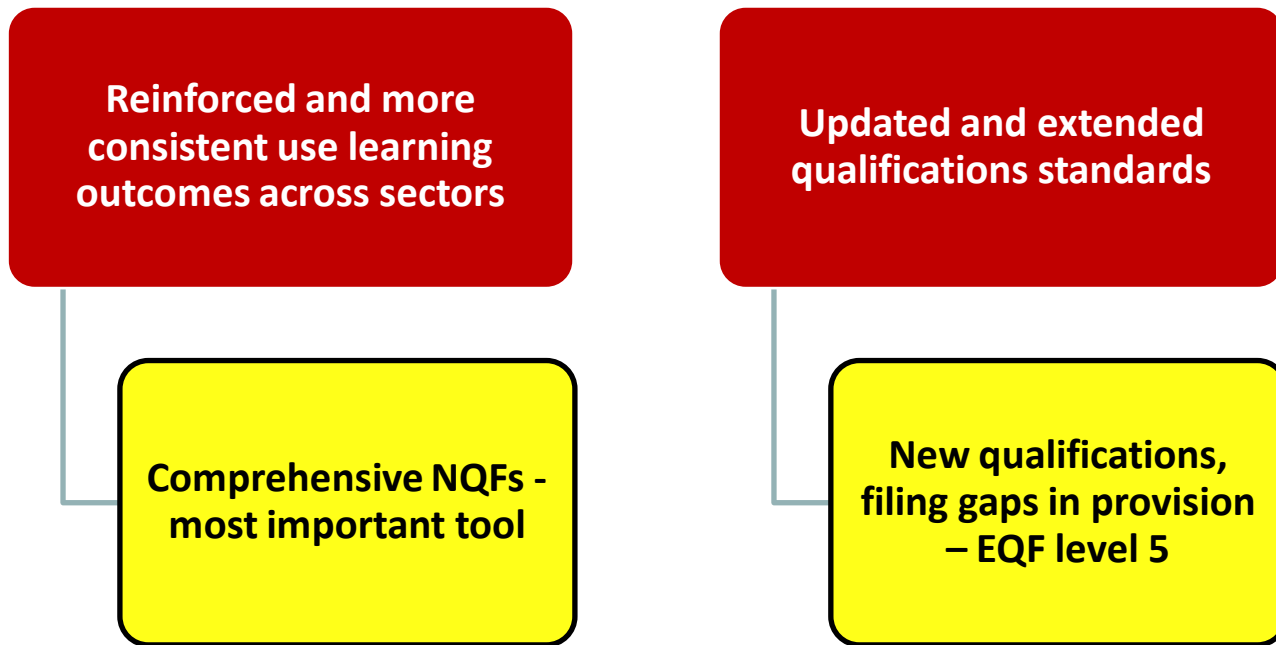 Reinforced and more
consistent use learning
outcomes across sectors
Comprehensive NQFs -
most important tool
Updated and extended
qualifications standards
New qualifications,
filing gaps in provision
– EQF level 5